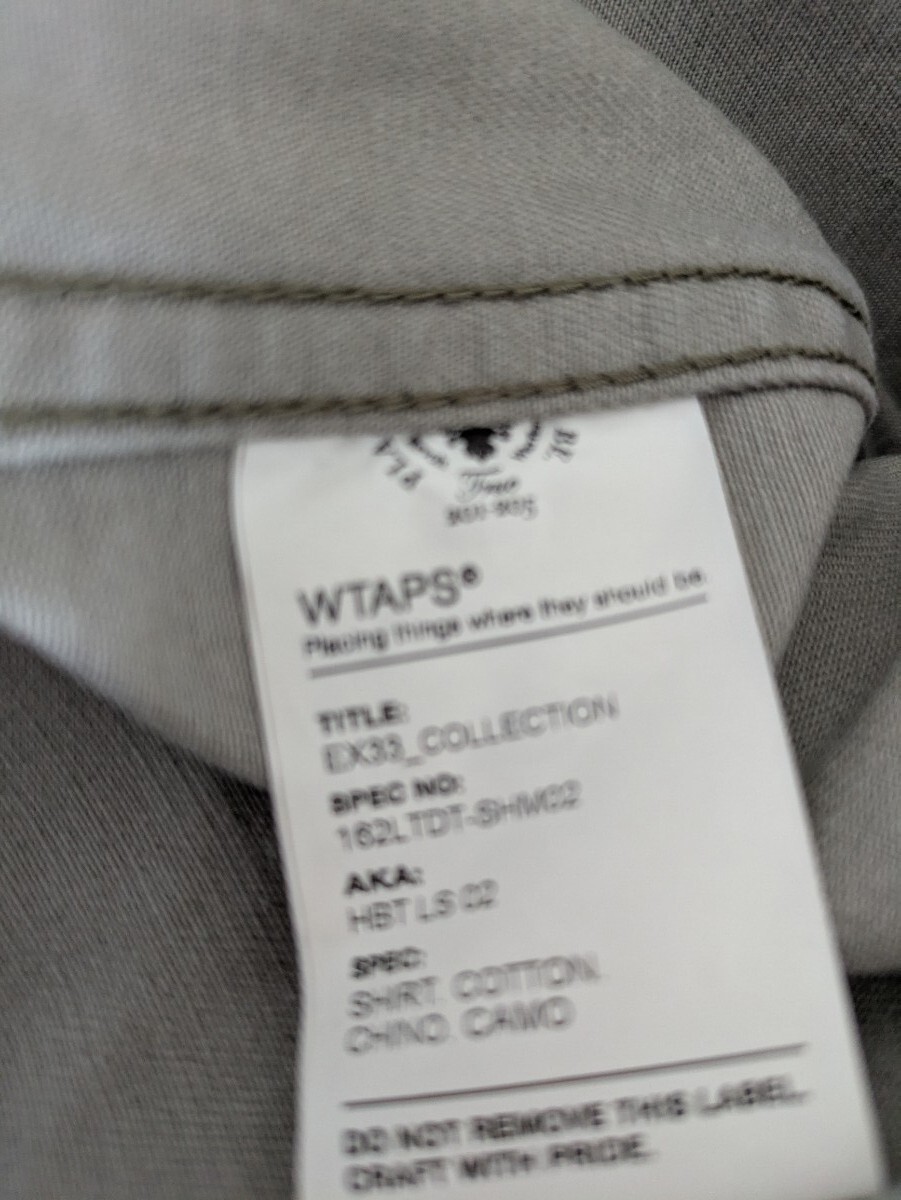 True
WTAPS®
Placing things where they should be.
TITLE:
EX33_COLLECTION
SPEC NO:
162LTDT-SHM02
AKA:
HBT LS 02
SPEC:
SHIRT. COTTON.
CHINO. CAMO
DO NOT REMOVE THIS LABEL.
CRAFT WITH PRIDE.